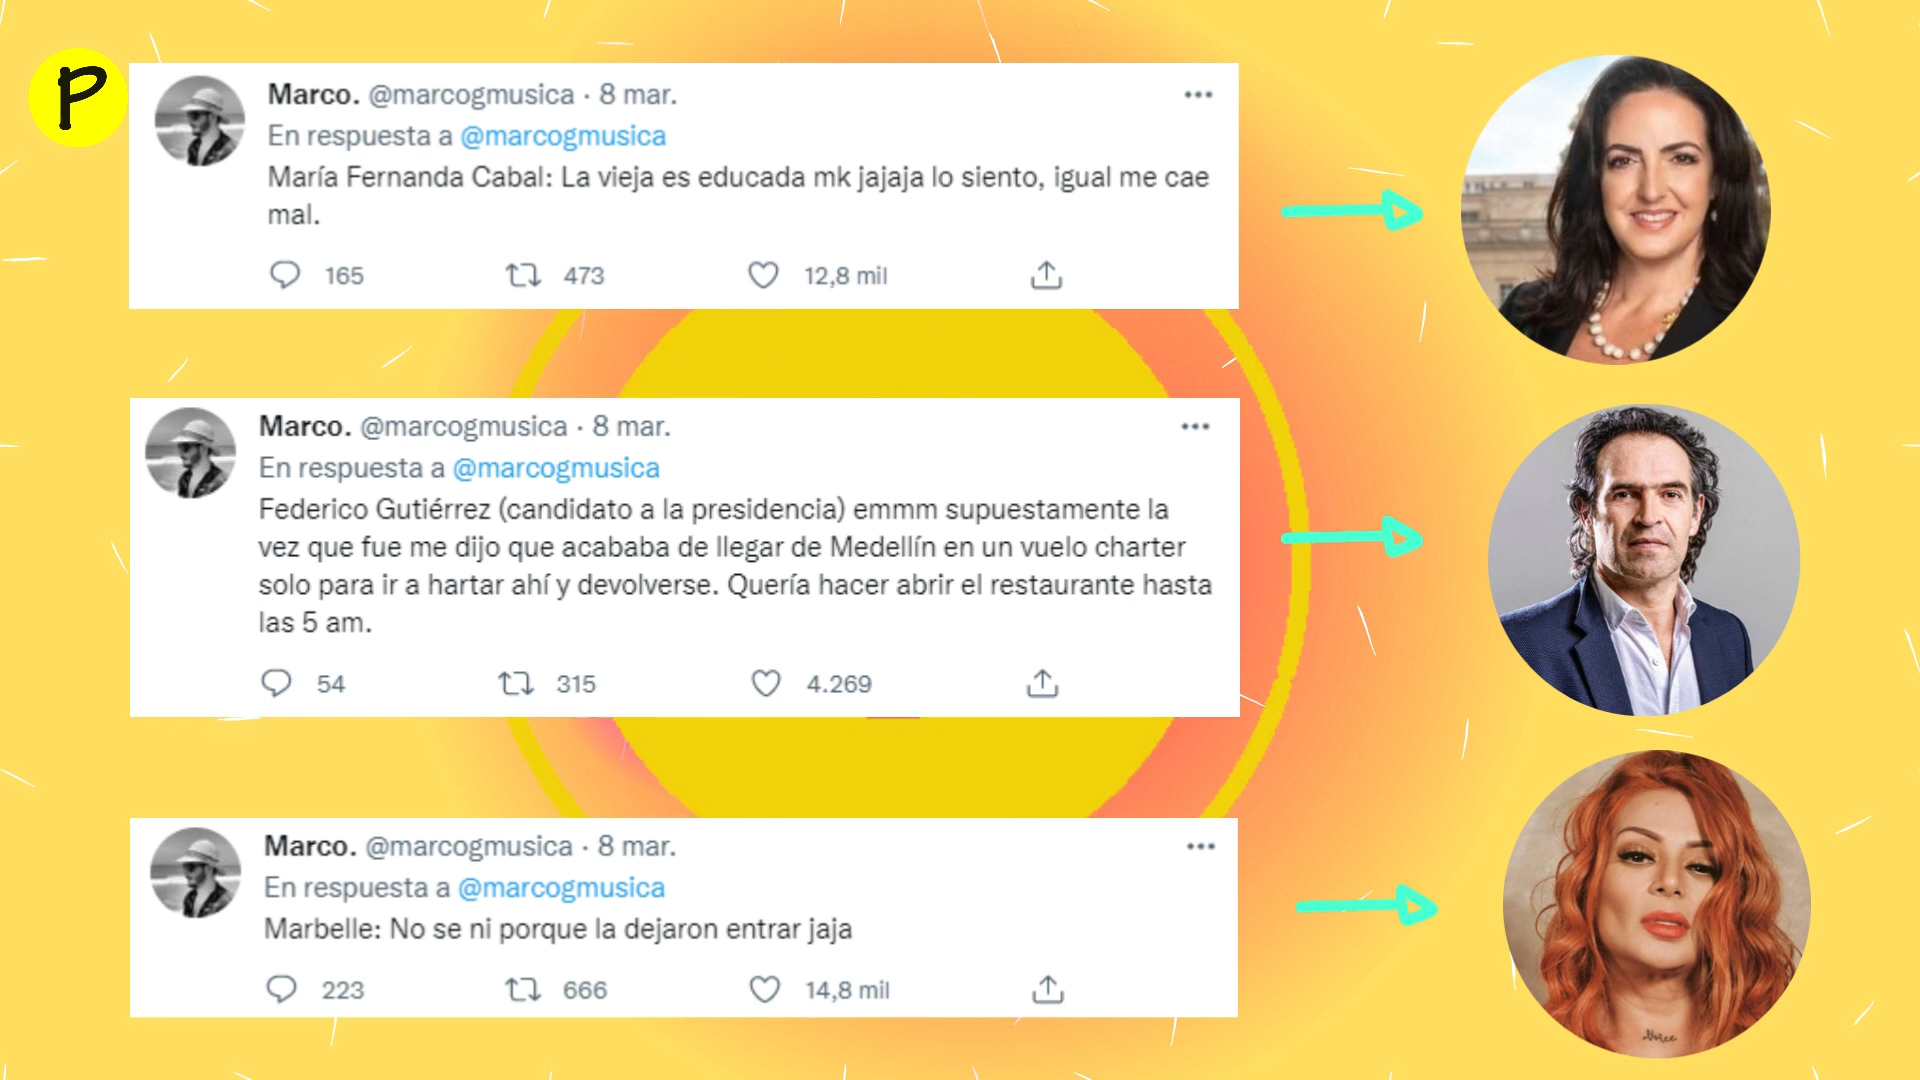 P
Marco. @marcogmusica · 8 mar.
En respuesta a @marcogmusica
María Fernanda Cabal: La vieja es educada mk jajaja lo siento, igual me cae
mal.
165 473 12,8 mil
Marco. @marcogmusica · 8 mar.
En respuesta a @marcogmusica
Federico Gutiérrez (candidato a la presidencia) emmm supuestamente la
vez que fue me dijo que acababa de llegar de Medellín en un vuelo charter
solo para ir a hartar ahí y devolverse. Quería hacer abrir el restaurante hasta
las 5 am.
54 315 4.269
Marco. @marcogmusica · 8 mar.
En respuesta a @marcogmusica
Marbelle: No se ni porque la dejaron entrar jaja
223 666 14,8 mil